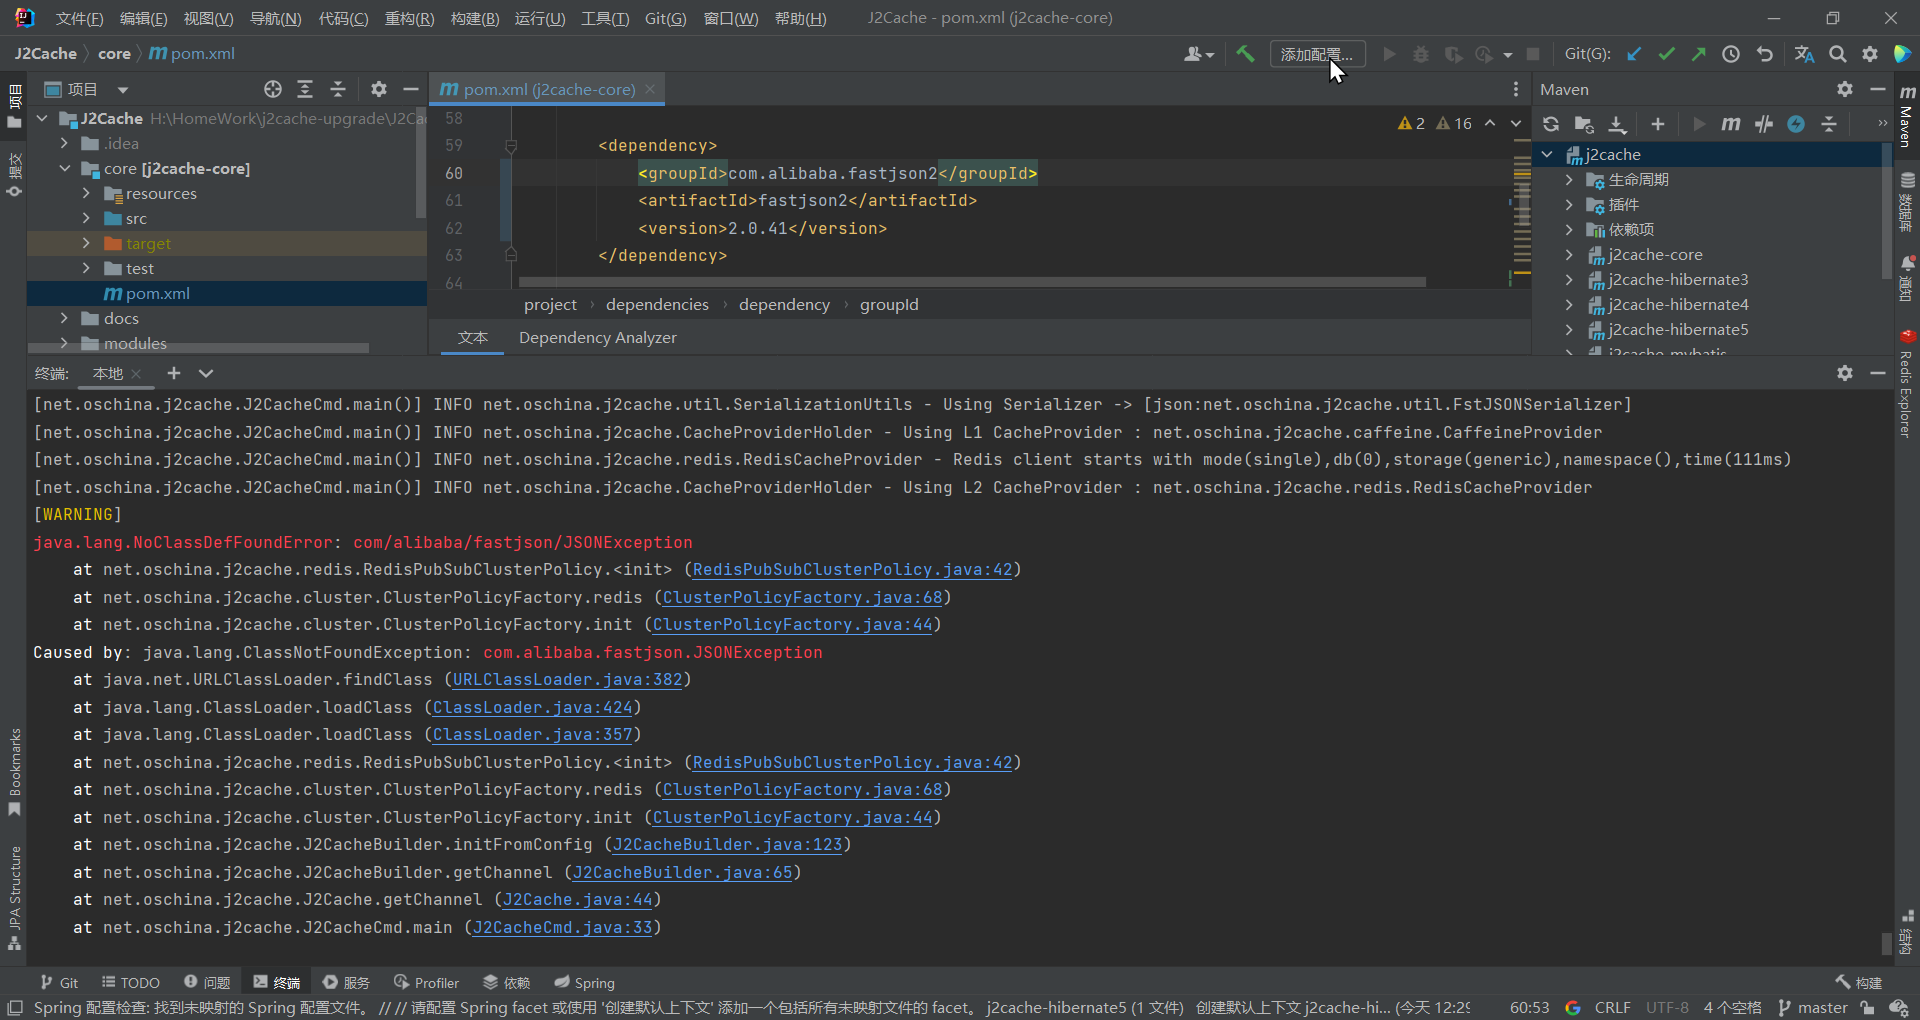 文件(F) 编辑(E) 视图(V) 导航(N) 代码(C) 重构(R) 构建(B) 运行(U) 工具(T) Git(G) 窗口(W) 帮助(H) J2Cache - pom.xml (j2cache-core)
J2Cache core pom.xml 添加配置... Git(G):
项目 pom.xml (j2cache-core) Maven
J2Cache H:\HomeWork\j2cache-upgrade\J2Ca
.idea
core [j2cache-core]
resources
src
target
test
pom.xml
docs
modules
58
59 <dependency>
60 <groupId>com.alibaba.fastjson2</groupId>
61 <artifactId>fastjson2</artifactId>
62 <version>2.0.41</version>
63 </dependency>
64
2 16
project dependencies dependency groupId
文本 Dependency Analyzer
j2cache
生命周期
插件
依赖项
j2cache-core
j2cache-hibernate3
j2cache-hibernate4
j2cache-hibernate5
j2cache-mybatis
项目
提交
Bookmarks
JPA Structure
Maven
数据库
通知
Redis Explorer
结构
终端: 本地
[net.oschina.j2cache.J2CacheCmd.main()] INFO net.oschina.j2cache.util.SerializationUtils - Using Serializer -> [json:net.oschina.j2cache.util.FstJSONSerializer]
[net.oschina.j2cache.J2CacheCmd.main()] INFO net.oschina.j2cache.CacheProviderHolder - Using L1 CacheProvider : net.oschina.j2cache.caffeine.CaffeineProvider
[net.oschina.j2cache.J2CacheCmd.main()] INFO net.oschina.j2cache.redis.RedisCacheProvider - Redis client starts with mode(single),db(0),storage(generic),namespace(),time(111ms)
[net.oschina.j2cache.J2CacheCmd.main()] INFO net.oschina.j2cache.CacheProviderHolder - Using L2 CacheProvider : net.oschina.j2cache.redis.RedisCacheProvider
[WARNING]
java.lang.NoClassDefFoundError: com/alibaba/fastjson/JSONException
at net.oschina.j2cache.redis.RedisPubSubClusterPolicy.<init> (RedisPubSubClusterPolicy.java:42)
at net.oschina.j2cache.cluster.ClusterPolicyFactory.redis (ClusterPolicyFactory.java:68)
at net.oschina.j2cache.cluster.ClusterPolicyFactory.init (ClusterPolicyFactory.java:44)
Caused by: java.lang.ClassNotFoundException: com.alibaba.fastjson.JSONException
at java.net.URLClassLoader.findClass (URLClassLoader.java:382)
at java.lang.ClassLoader.loadClass (ClassLoader.java:424)
at java.lang.ClassLoader.loadClass (ClassLoader.java:357)
at net.oschina.j2cache.redis.RedisPubSubClusterPolicy.<init> (RedisPubSubClusterPolicy.java:42)
at net.oschina.j2cache.cluster.ClusterPolicyFactory.redis (ClusterPolicyFactory.java:68)
at net.oschina.j2cache.cluster.ClusterPolicyFactory.init (ClusterPolicyFactory.java:44)
at net.oschina.j2cache.J2CacheBuilder.initFromConfig (J2CacheBuilder.java:123)
at net.oschina.j2cache.J2CacheBuilder.getChannel (J2CacheBuilder.java:65)
at net.oschina.j2cache.J2Cache.getChannel (J2Cache.java:44)
at net.oschina.j2cache.J2CacheCmd.main (J2CacheCmd.java:33)
Git TODO 问题 终端 服务 Profiler 依赖 Spring 构建
Spring 配置检查: 找到未映射的 Spring 配置文件。 // // 请配置 Spring facet 或使用 '创建默认上下文' 添加一个包括所有未映射文件的 facet。 j2cache-hibernate5 (1 文件) 创建默认上下文 j2cache-hi... (今天 12:29 60:53 CRLF UTF-8 4 个空格 master